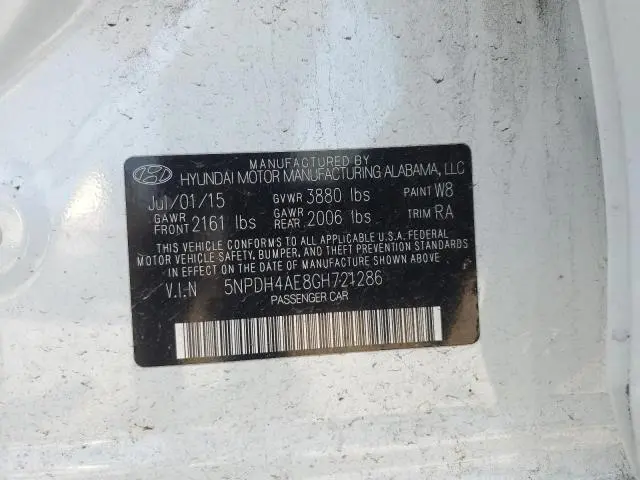 MANUFACTURED BY
HYUNDAI MOTOR MANUFACTURING ALABAMA, LLC
Jul/01/15 GVWR 3880 lbs PAINT W8
GAWR FRONT 2161 lbs GAWR REAR 2006 lbs TRIM RA
THIS VEHICLE CONFORMS TO ALL APPLICABLE U.S.A. FEDERAL
MOTOR VEHICLE SAFETY, BUMPER, AND THEFT PREVENTION STANDARDS
IN EFFECT ON THE DATE OF MANUFACTURE SHOWN ABOVE.
V.I.N 5NPDH4AE8GH721286
PASSENGER CAR